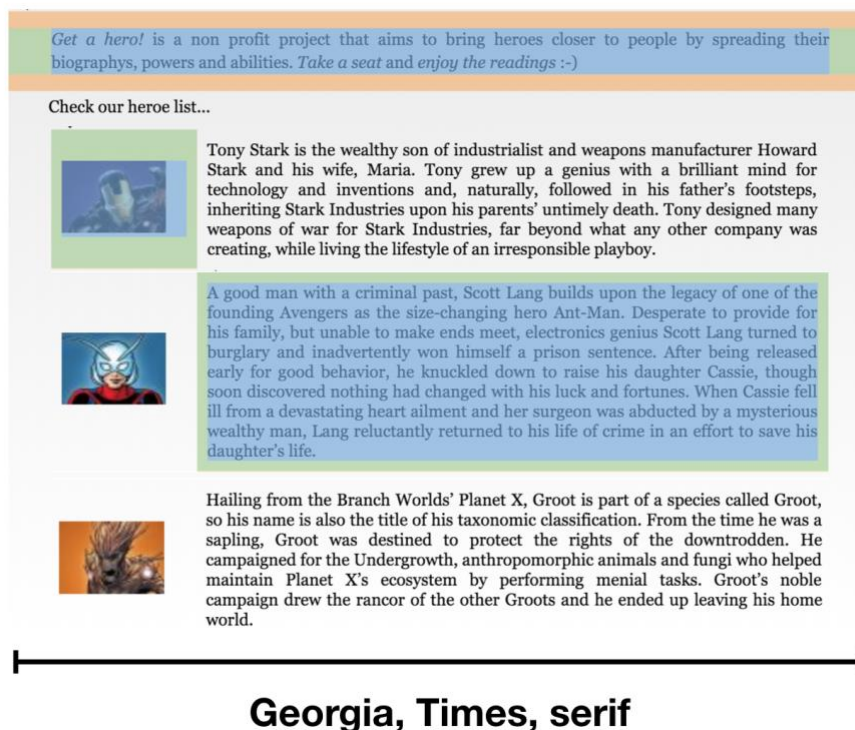 Get a hero! is a non profit project that aims to bring heroes closer to people by spreading their
biographys, powers and abilities. Take a seat and enjoy the readings :-)
Check our heroe list...
Tony Stark is the wealthy son of industrialist and weapons manufacturer Howard
Stark and his wife, Maria. Tony grew up a genius with a brilliant mind for
technology and inventions and, naturally, followed in his father's footsteps,
inheriting Stark Industries upon his parents' untimely death. Tony designed many
weapons of war for Stark Industries, far beyond what any other company was
creating, while living the lifestyle of an irresponsible playboy.
A good man with a criminal past, Scott Lang builds upon the legacy of one of the
founding Avengers as the size-changing hero Ant-Man. Desperate to provide for
his family, but unable to make ends meet, electronics genius Scott Lang turned to
burglary and inadvertently won himself a prison sentence. After being released
early for good behavior, he knuckled down to raise his daughter Cassie, though
soon discovered nothing had changed with his luck and fortunes. When Cassie fell
ill from a devastating heart ailment and her surgeon was abducted by a mysterious
wealthy man, Lang reluctantly returned to his life of crime in an effort to save his
daughter's life.
Hailing from the Branch Worlds' Planet X, Groot is part of a species called Groot,
so his name is also the title of his taxonomic classification. From the time he was a
sapling, Groot was destined to protect the rights of the downtrodden. He
campaigned for the Undergrowth, anthropomorphic animals and fungi who helped
maintain Planet X's ecosystem by performing menial tasks. Groot's noble
campaign drew the rancor of the other Groots and he ended up leaving his home
world.
Georgia, Times, serif